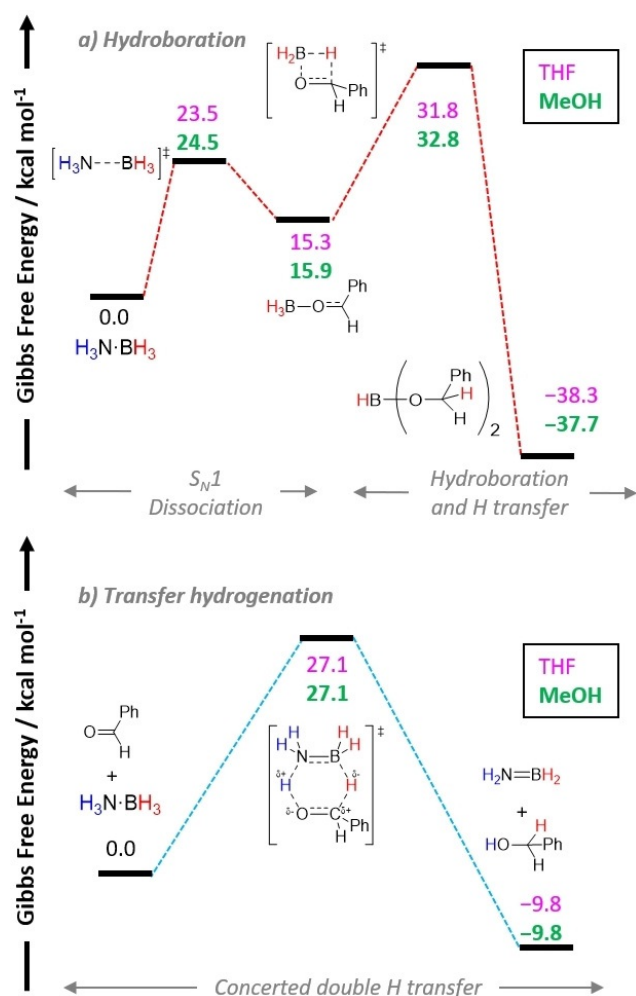 a) Hydroboration
Gibbs Free Energy / kcal mol⁻¹
H₂B H
O Ph
H
‡
THF
MeOH
23.5
24.5
31.8
32.8
[H₃N---BH₃]‡
15.3
15.9
0.0
H₃N·BH₃
Ph
H₃B O H
HB ( O Ph H H )₂
−38.3
−37.7
Sₙ1
Dissociation
Hydroboration
and H transfer
b) Transfer hydrogenation
Gibbs Free Energy / kcal mol⁻¹
THF
MeOH
27.1
27.1
O Ph
H
+
H₃N·BH₃
0.0
‡
H H H
H N B H
δ+ δ-
H H
δ- O C δ+
H Ph
H₂N=BH₂
+
H
HO Ph
H
−9.8
−9.8
Concerted double H transfer